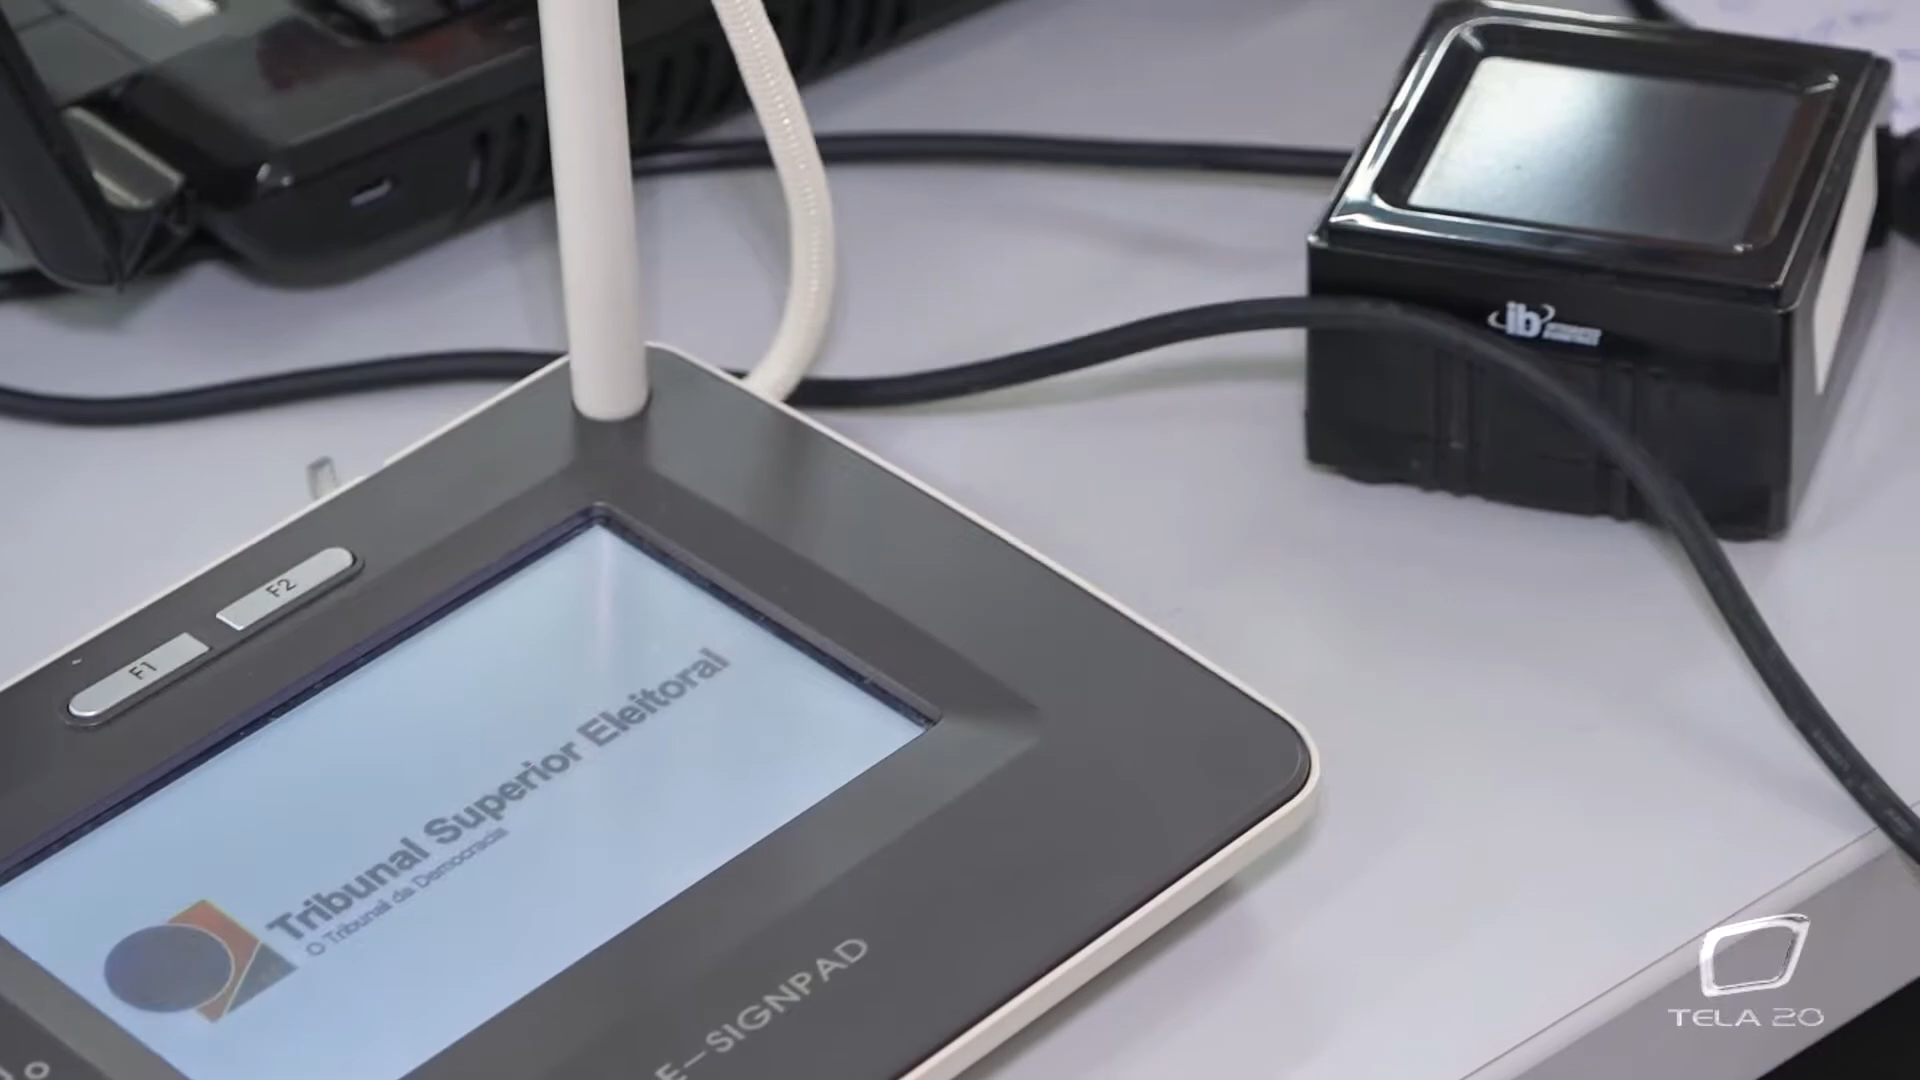 ib
F2
F1
Tribunal Superior Eleitoral
O Tribunal da Democracia
E-SIGNPAD
TELA 20